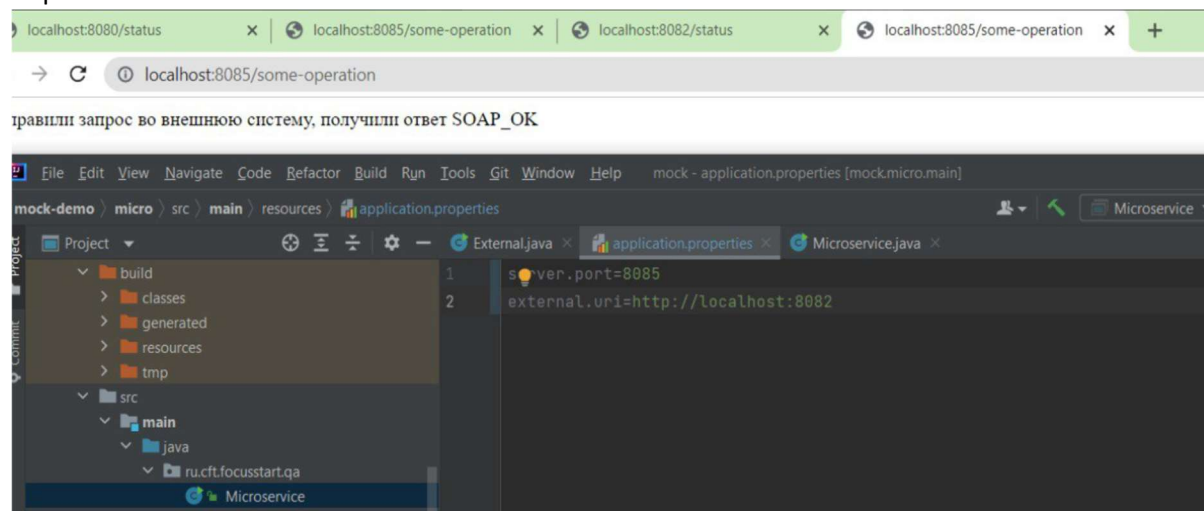 localhost:8080/status × localhost:8085/some-operation × localhost:8082/status × localhost:8085/some-operation × +
localhost:8085/some-operation
правили запрос во внешнюю систему, получили ответ SOAP_OK
File Edit View Navigate Code Refactor Build Run Tools Git Window Help mock - application.properties [mock.micro.main]
mock-demo micro src main resources application.properties Microservice
Project Project External.java × application.properties × Microservice.java ×
build 1 server.port=8085
classes 2 external.uri=http://localhost:8082
generated
Commit
resources
tmp
src
main
java
ru.cft.focusstart.qa
Microservice